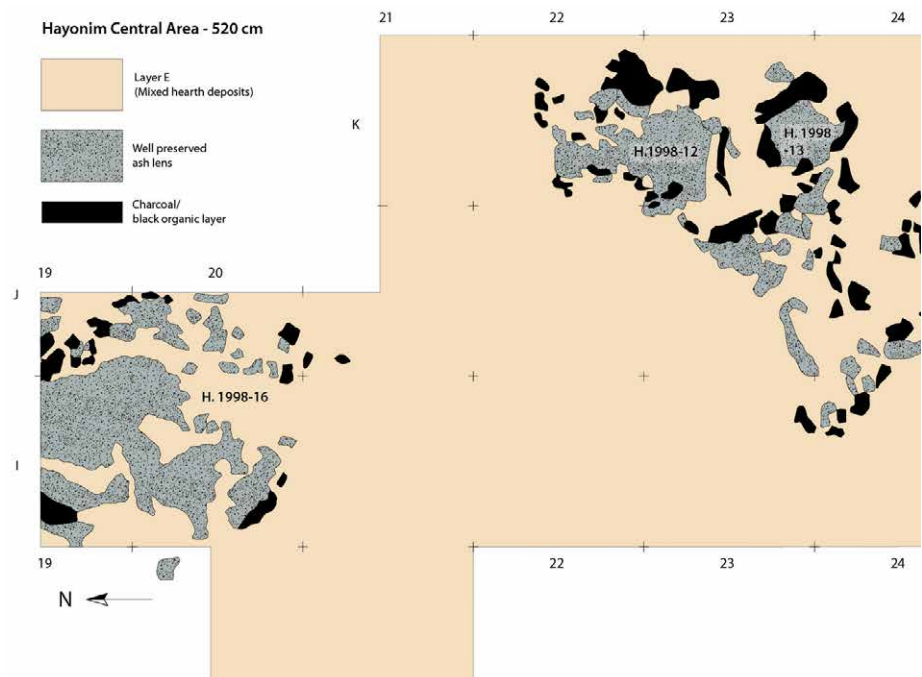 Hayonim Central Area - 520 cm
Layer E
(Mixed hearth deposits)
Well preserved
ash lens
Charcoal/
black organic layer
21
22
23
24
K
H.1998-12
H. 1998
-13
19
20
J
H. 1998-16
I
19
22
23
24
N